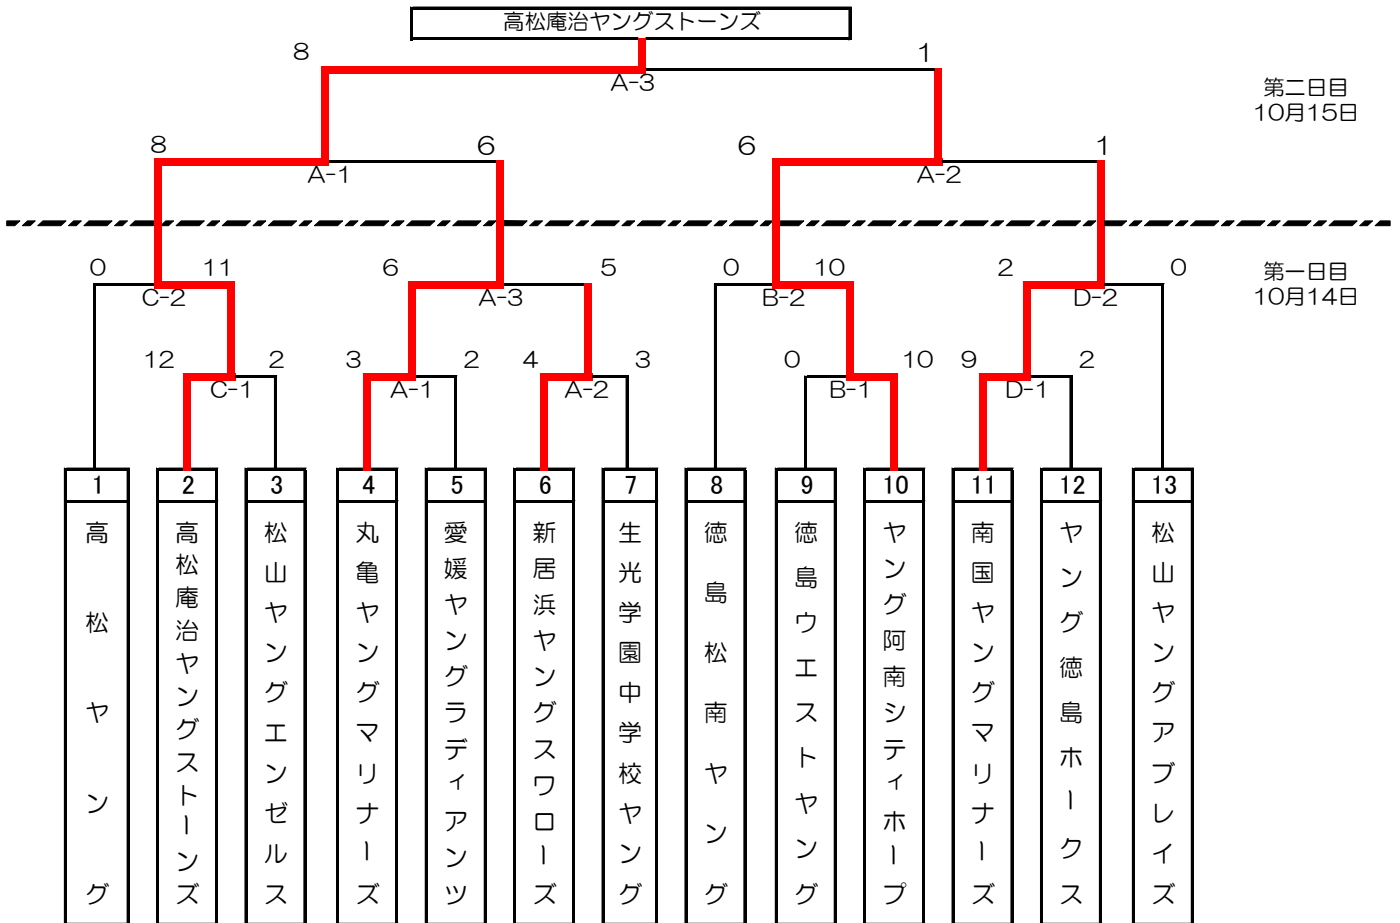 高松庵治ヤングストーンズ
8
1
A-3
第二日目
10月15日
8
6
6
1
A-1
A-2
0
11
6
5
0
10
2
0
第一日目
10月14日
C-2
A-3
B-2
D-2
12
2
3
2
4
3
0
10
9
2
C-1
A-1
A-2
B-1
D-1
1
高松ヤング
2
高松庵治ヤングストーンズ
3
松山ヤングエンゼルス
4
丸亀ヤングマリナーズ
5
愛媛ヤングラディアンツ
6
新居浜ヤングスワローズ
7
生光学園中学校ヤング
8
徳島松南ヤング
9
徳島ウエストヤング
10
ヤング阿南シティホープ
11
南国ヤングマリナーズ
12
ヤング徳島ホークス
13
松山ヤングアブレイズ